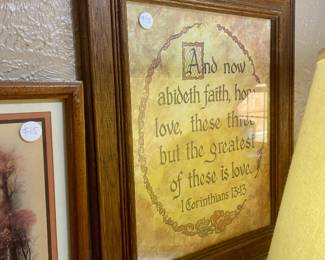 And now
abideth faith, hope
love, these three
but the greatest
of these is love.
I Corinthians 13:13